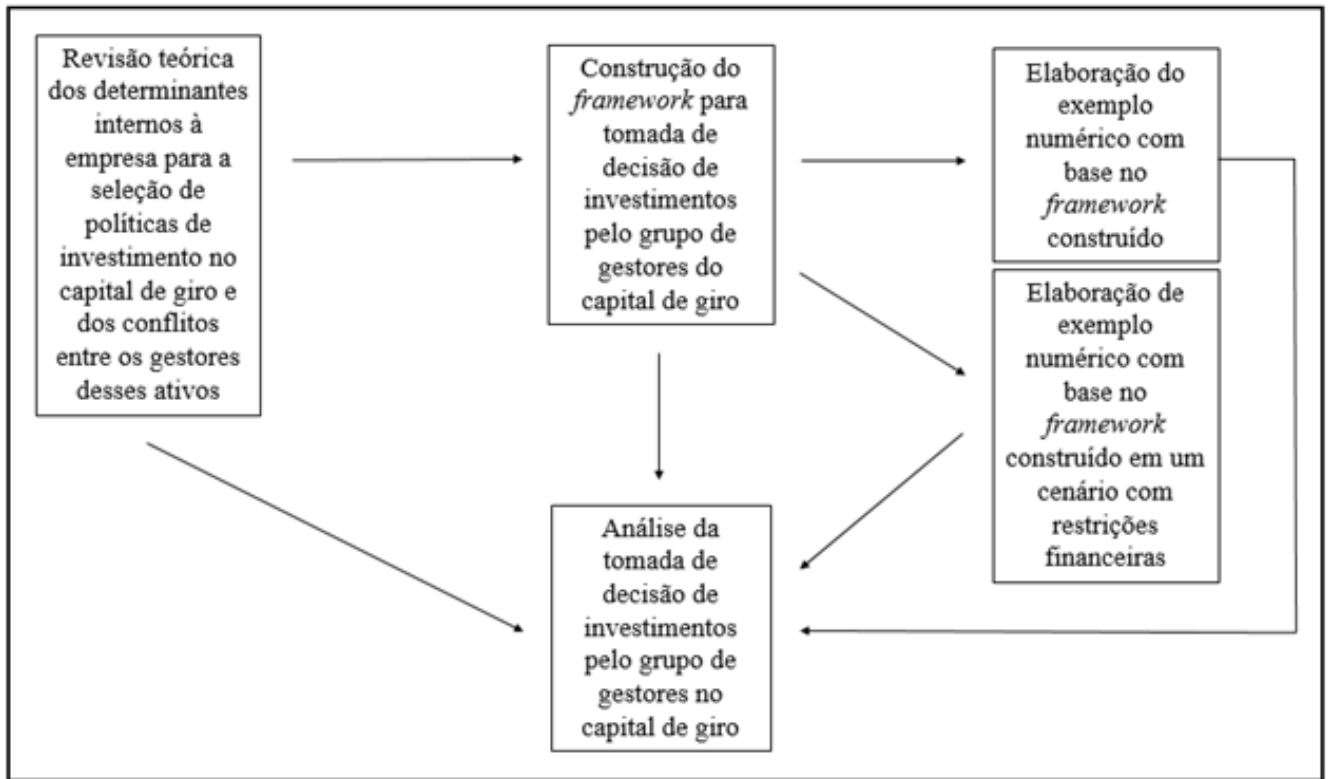 Revisão teórica
dos determinantes
internos à
empresa para a
seleção de
políticas de
investimento no
capital de giro e
dos conflitos
entre os gestores
desses ativos
Construção do
framework para
tomada de
decisão de
investimentos
pelo grupo de
gestores do
capital de giro
Elaboração do
exemplo
numérico com
base no
framework
construído
Elaboração de
exemplo
numérico com
base no
framework
construído em um
cenário com
restrições
financeiras
Análise da
tomada de
decisão de
investimentos
pelo grupo de
gestores no
capital de giro